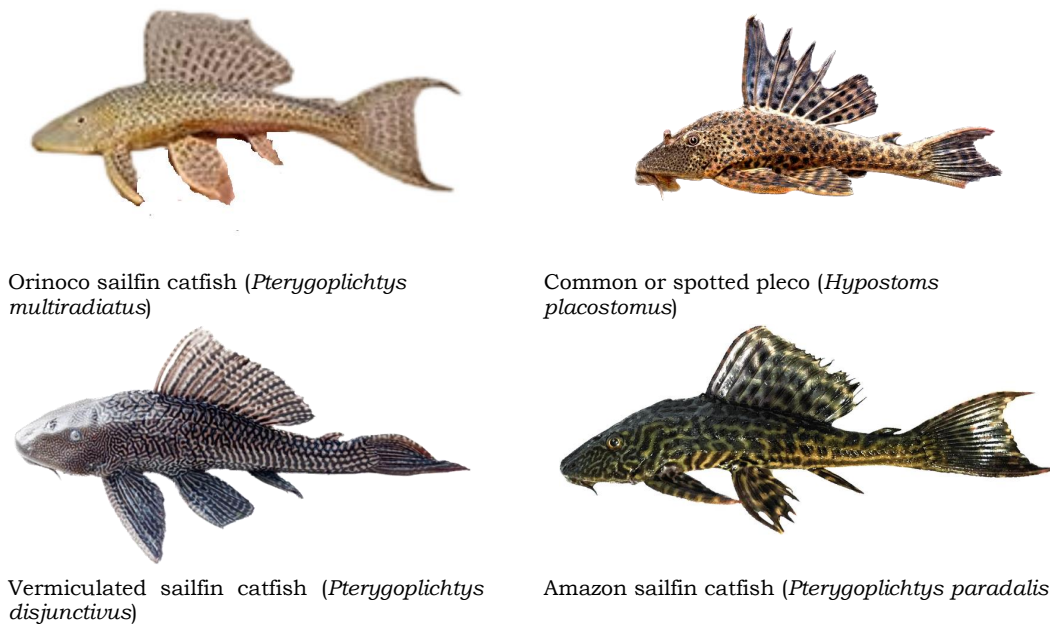 Orinoco sailfin catfish (Pterygoplichtys
multiradiatus)
Common or spotted pleco (Hypostoms
placostomus)
Vermiculated sailfin catfish (Pterygoplichtys
disjunctivus)
Amazon sailfin catfish (Pterygoplichtys paradalis